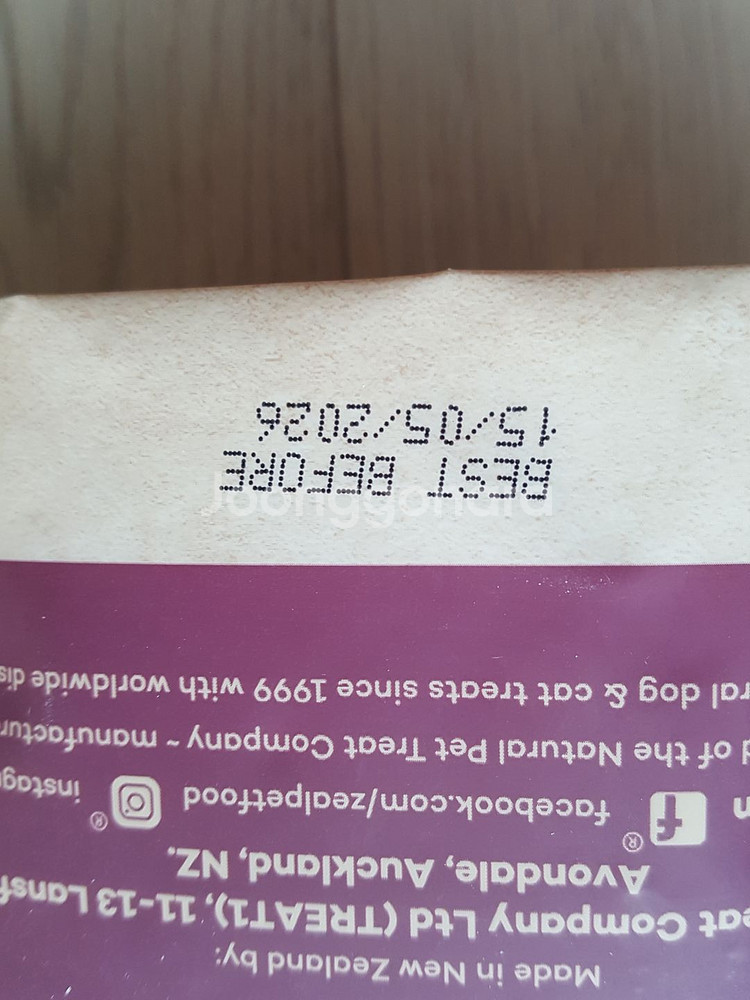 Made in New Zealand by:
eat Company Ltd (TREAT1), 11-13 Lansf
Avondale, Auckland, NZ.
facebook.com/zealpetfood instag
d of the Natural Pet Treat Company ~ manufactur
ral dog & cat treats since 1999 with worldwide dis
BEST BEFORE
15/05/2026
Joonggonara